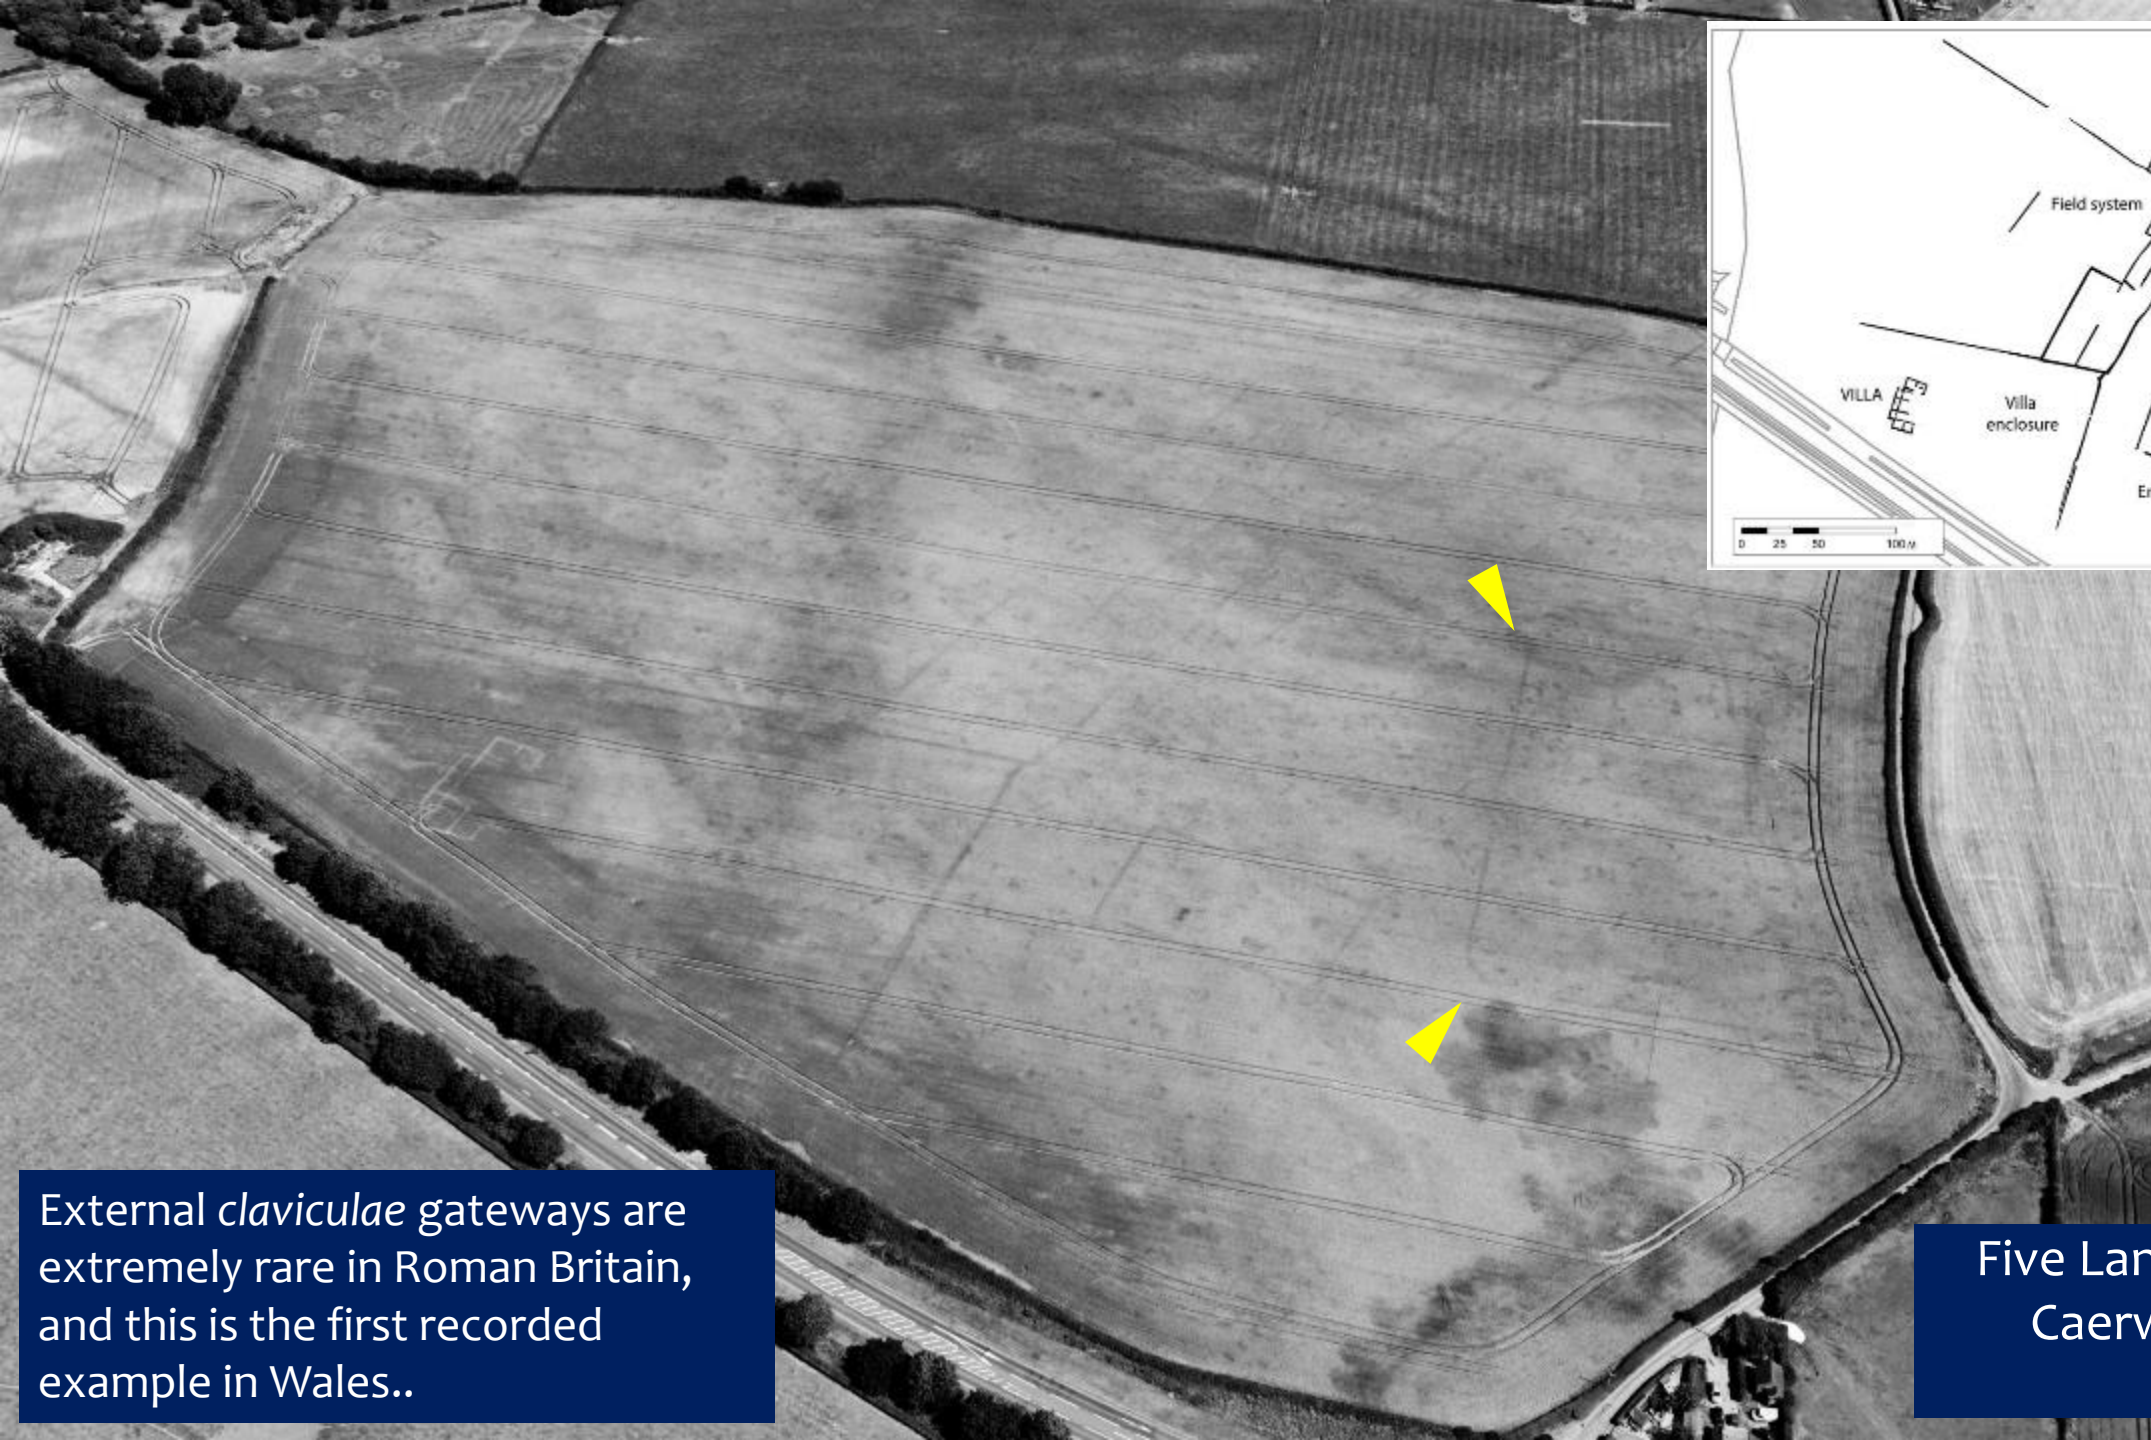 Field system
VILLA
Villa
enclosure
0 25 50 100 M
External claviculae gateways are
extremely rare in Roman Britain,
and this is the first recorded
example in Wales..
Five